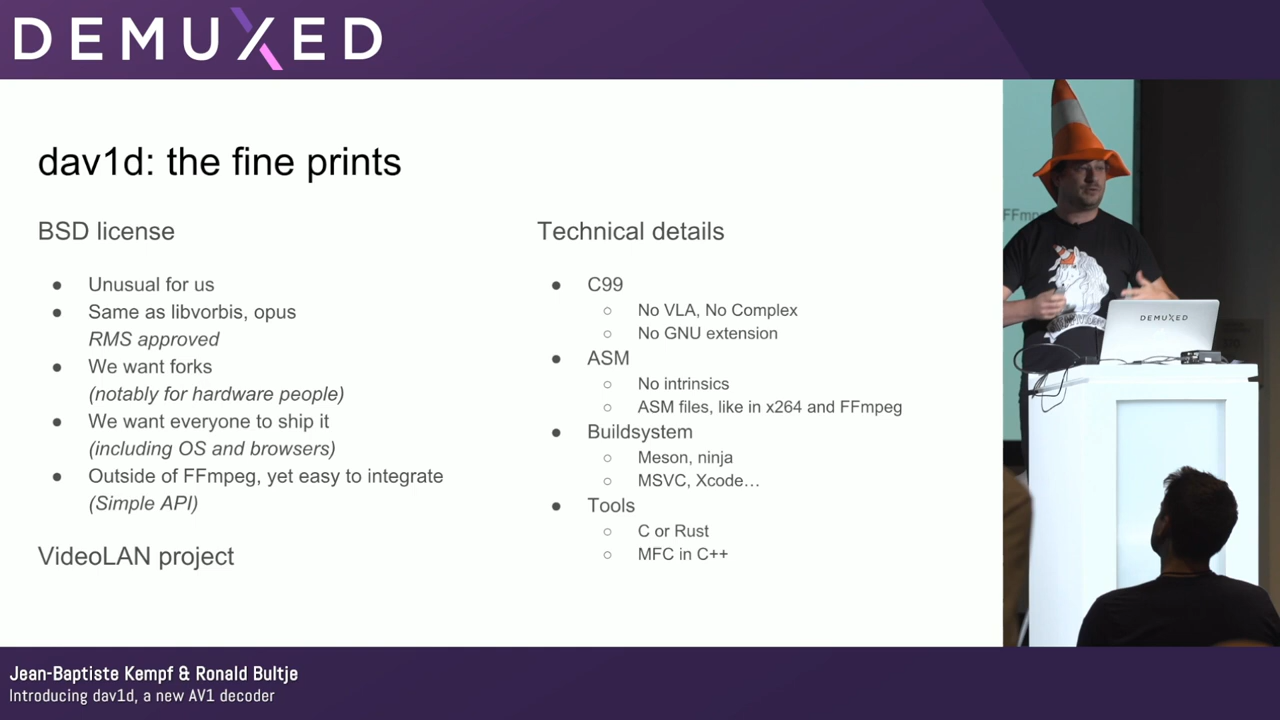 DEMUXED
dav1d: the fine prints
BSD license
● Unusual for us
● Same as libvorbis, opus
RMS approved
● We want forks
(notably for hardware people)
● We want everyone to ship it
(including OS and browsers)
● Outside of FFmpeg, yet easy to integrate
(Simple API)
VideoLAN project
Technical details
● C99
○ No VLA, No Complex
○ No GNU extension
● ASM
○ No intrinsics
○ ASM files, like in x264 and FFmpeg
● Buildsystem
○ Meson, ninja
○ MSVC, Xcode…
● Tools
○ C or Rust
○ MFC in C++
DEMUXED
Jean-Baptiste Kempf & Ronald Bultje
Introducing dav1d, a new AV1 decoder